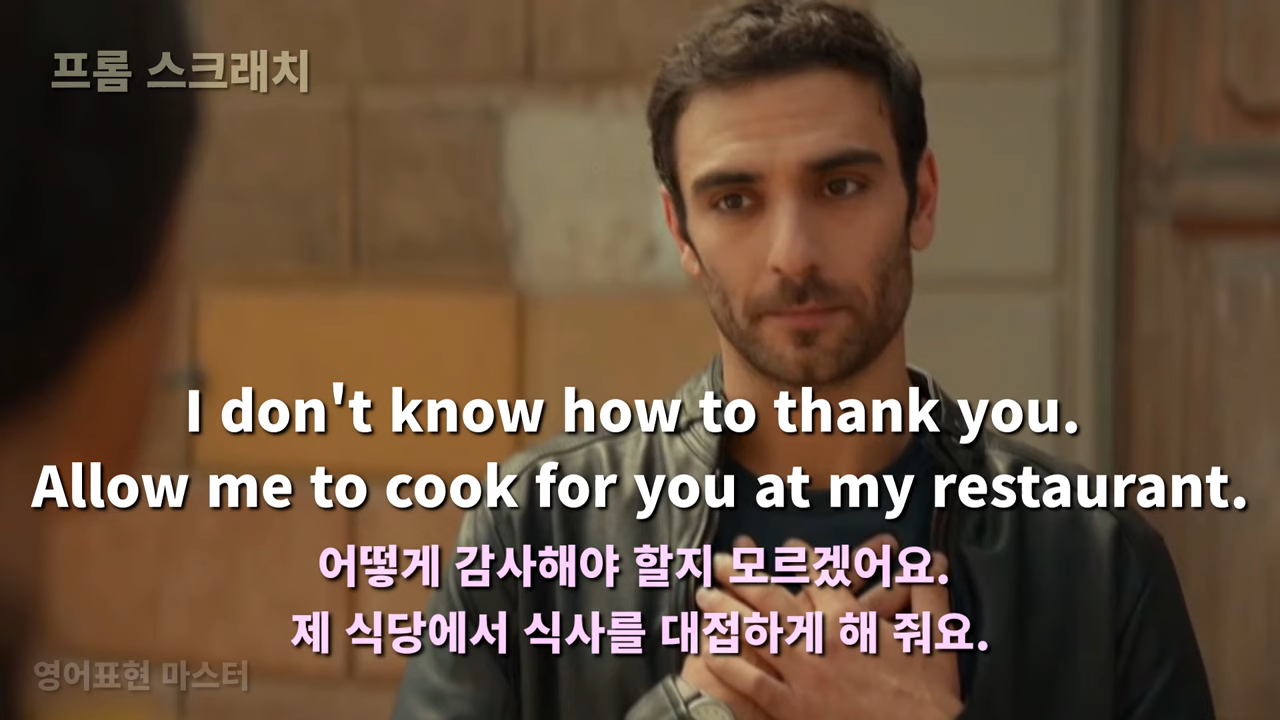 프롬 스크래치
I don't know how to thank you.
Allow me to cook for you at my restaurant.
어떻게 감사해야 할지 모르겠어요.
제 식당에서 식사를 대접하게 해 줘요.
영어표현 마스터